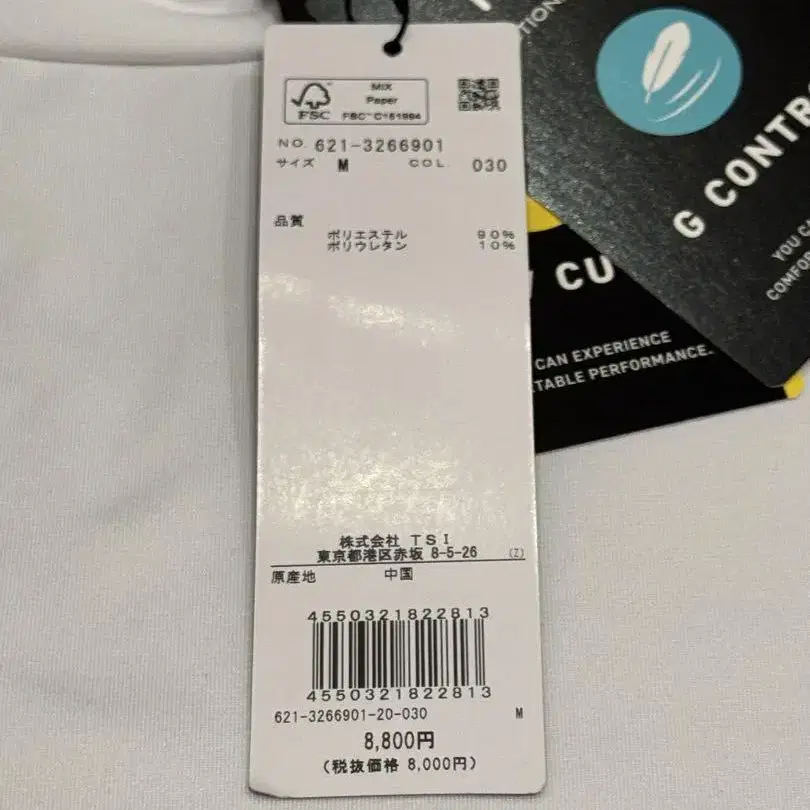 MIX
Paper
FSC
FSC™ C161984
NO. 621-3266901
サイズ M COL. 030
品質
ポリエステル 90%
ポリウレタン 10%
株式会社 TSI
東京都港区赤坂 8-5-26 (Z)
原産地 中国
4550321822813
4550321822813
621-3266901-20-030 M
8,800円
(税抜価格 8,000円)
G CONTRO
YOU CA
COMFOR
CU
CAN EXPERIENCE
TABLE PERFORMANCE.